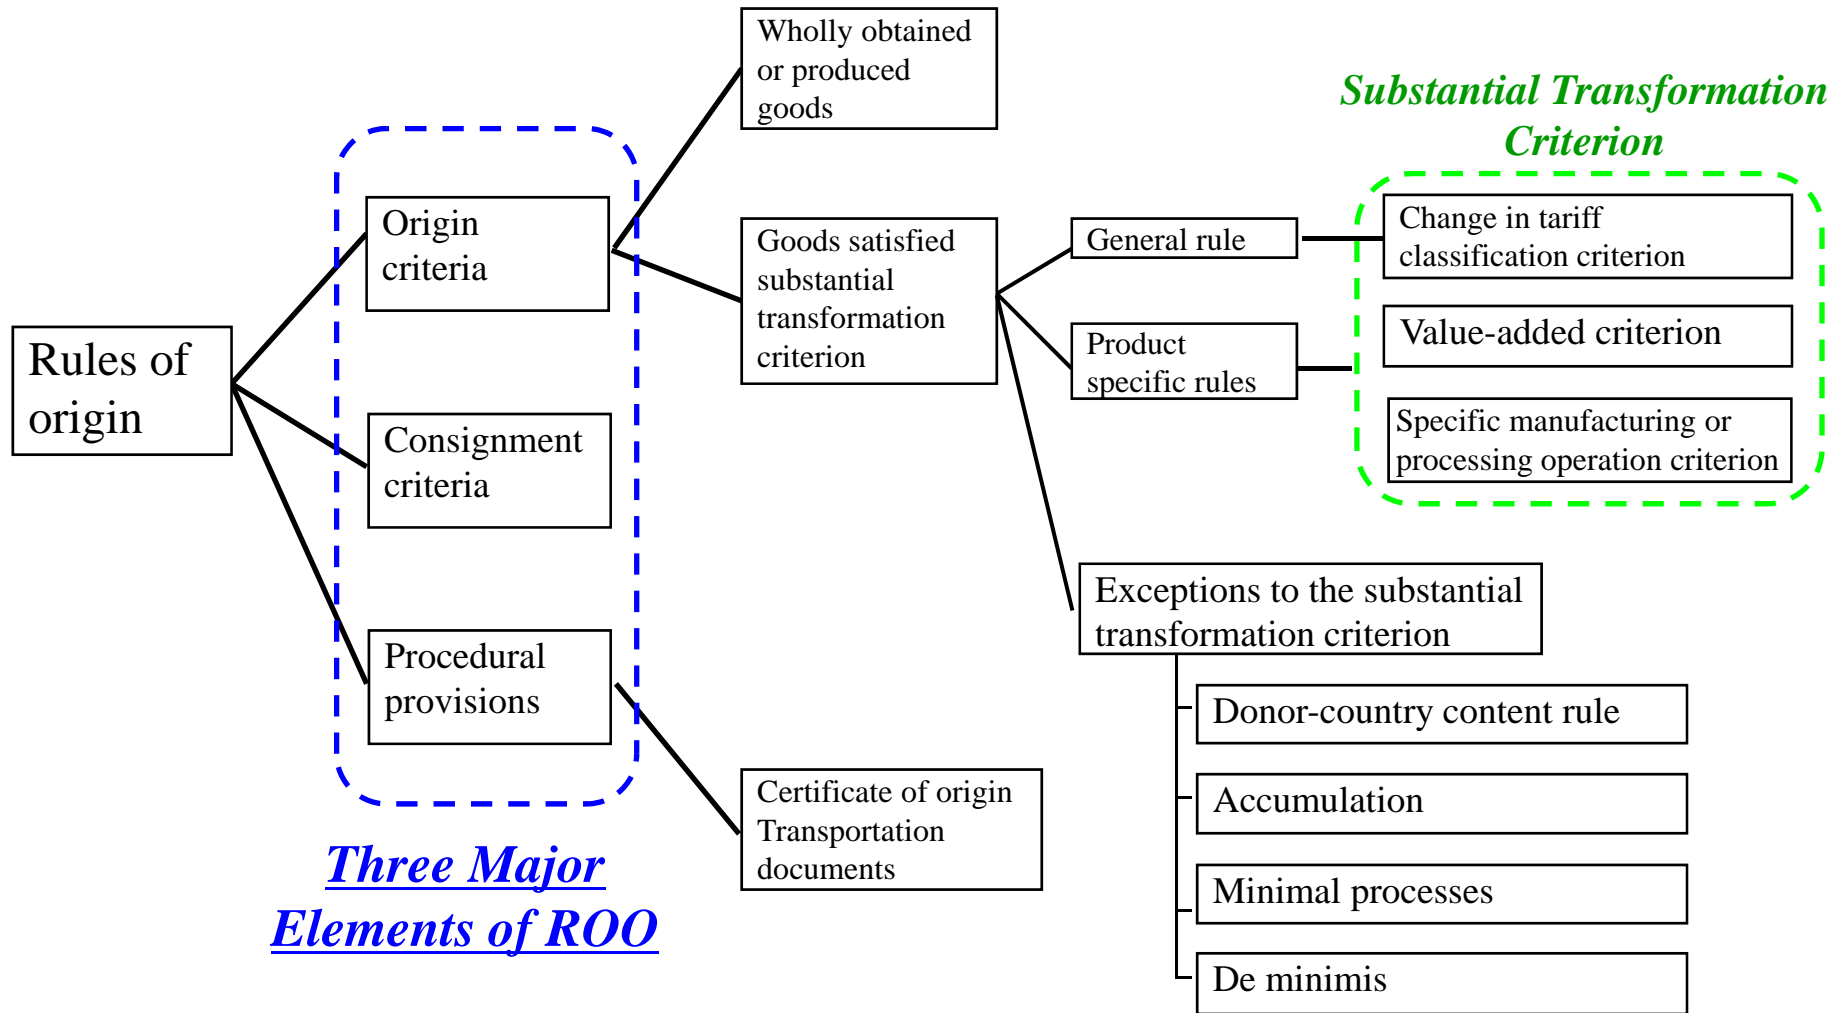 Rules of
origin
Origin
criteria
Consignment
criteria
Procedural
provisions
Three Major
Elements of ROO
Wholly obtained
or produced
goods
Goods satisfied
substantial
transformation
criterion
Certificate of origin
Transportation
documents
General rule
Product
specific rules
Substantial Transformation
Criterion
Change in tariff
classification criterion
Value-added criterion
Specific manufacturing or
processing operation criterion
Exceptions to the substantial
transformation criterion
Donor-country content rule
Accumulation
Minimal processes
De minimis